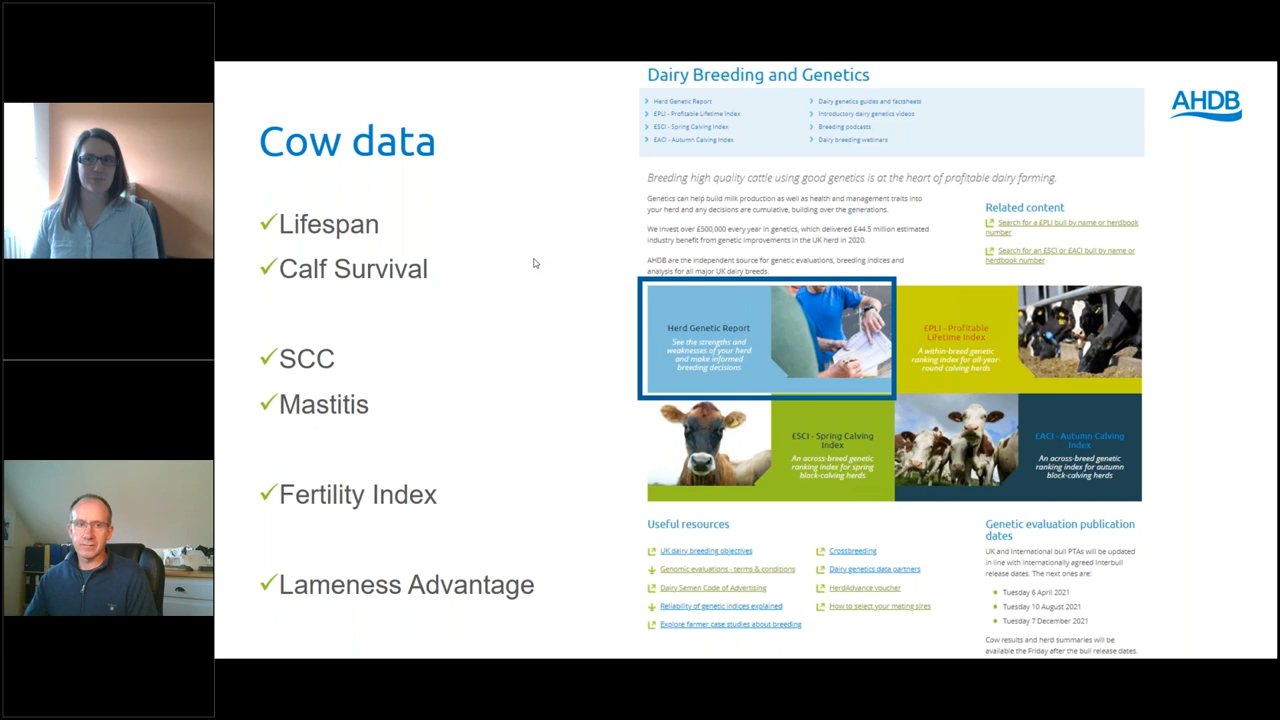 Cow data
Lifespan
Calf Survival
SCC
Mastitis
Fertility Index
Lameness Advantage
Dairy Breeding and Genetics
AHDB
Herd Genetic Report
£PLI - Profitable Lifetime Index
£SCI - Spring Calving Index
£ACI - Autumn Calving Index
Dairy genetics guides and factsheets
Introductory dairy genetics videos
Breeding podcasts
Dairy breeding webinars
Breeding high quality cattle using good genetics is at the heart of profitable dairy farming.
Genetics can help build milk production as well as health and management traits into
your herd and any decisions are cumulative, building over the generations.
We invest over £500,000 every year in genetics, which delivered £44.5 million estimated
industry benefit from genetic improvements in the UK herd in 2020.
AHDB are the independent source for genetic evaluations, breeding indices and
analysis for all major UK dairy breeds.
Related content
Search for a £PLI bull by name or herdbook
number
Search for an £SCI or £ACI bull by name or
herdbook number
Herd Genetic Report
See the strengths and
weaknesses of your herd
and make informed
breeding decisions
£PLI - Profitable
Lifetime Index
A within-breed genetic
ranking index for all-year-
round calving herds
£SCI - Spring Calving
Index
An across-breed genetic
ranking index for spring
block-calving herds
£ACI - Autumn Calving
Index
An across-breed genetic
ranking index for autumn
block-calving herds
Useful resources
UK dairy breeding objectives
Genomic evaluations - terms & conditions
Dairy Semen Code of Advertising
Reliability of genetic indices explained
Explore farmer case studies about breeding
Crossbreeding
Dairy genetics data partners
HerdAdvance voucher
How to select your mating sires
Genetic evaluation publication
dates
UK and International bull PTAs will be updated
in line with internationally agreed Interbull
release dates. The next ones are:
Tuesday 6 April 2021
Tuesday 10 August 2021
Tuesday 7 December 2021
Cow results and herd summaries will be
available the Friday after the bull release dates.